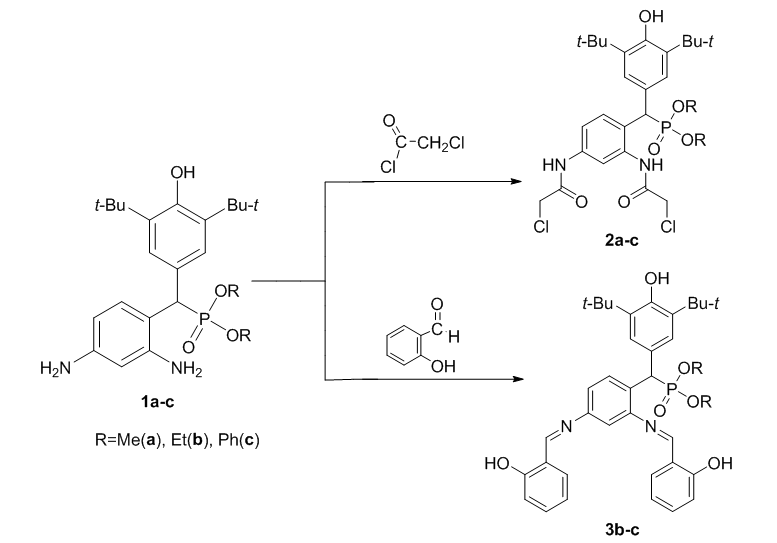 OH
t-Bu
Bu-t
OR
P
OR
O
H₂N
NH₂
1a-c
R=Me(a), Et(b), Ph(c)
O
C-CH₂Cl
Cl
OH
t-Bu
Bu-t
OR
P
OR
O
HN
NH
O
O
Cl
Cl
2a-c
O
C
H
OH
OH
t-Bu
Bu-t
OR
P
OR
O
N
N
HO
OH
3b-c